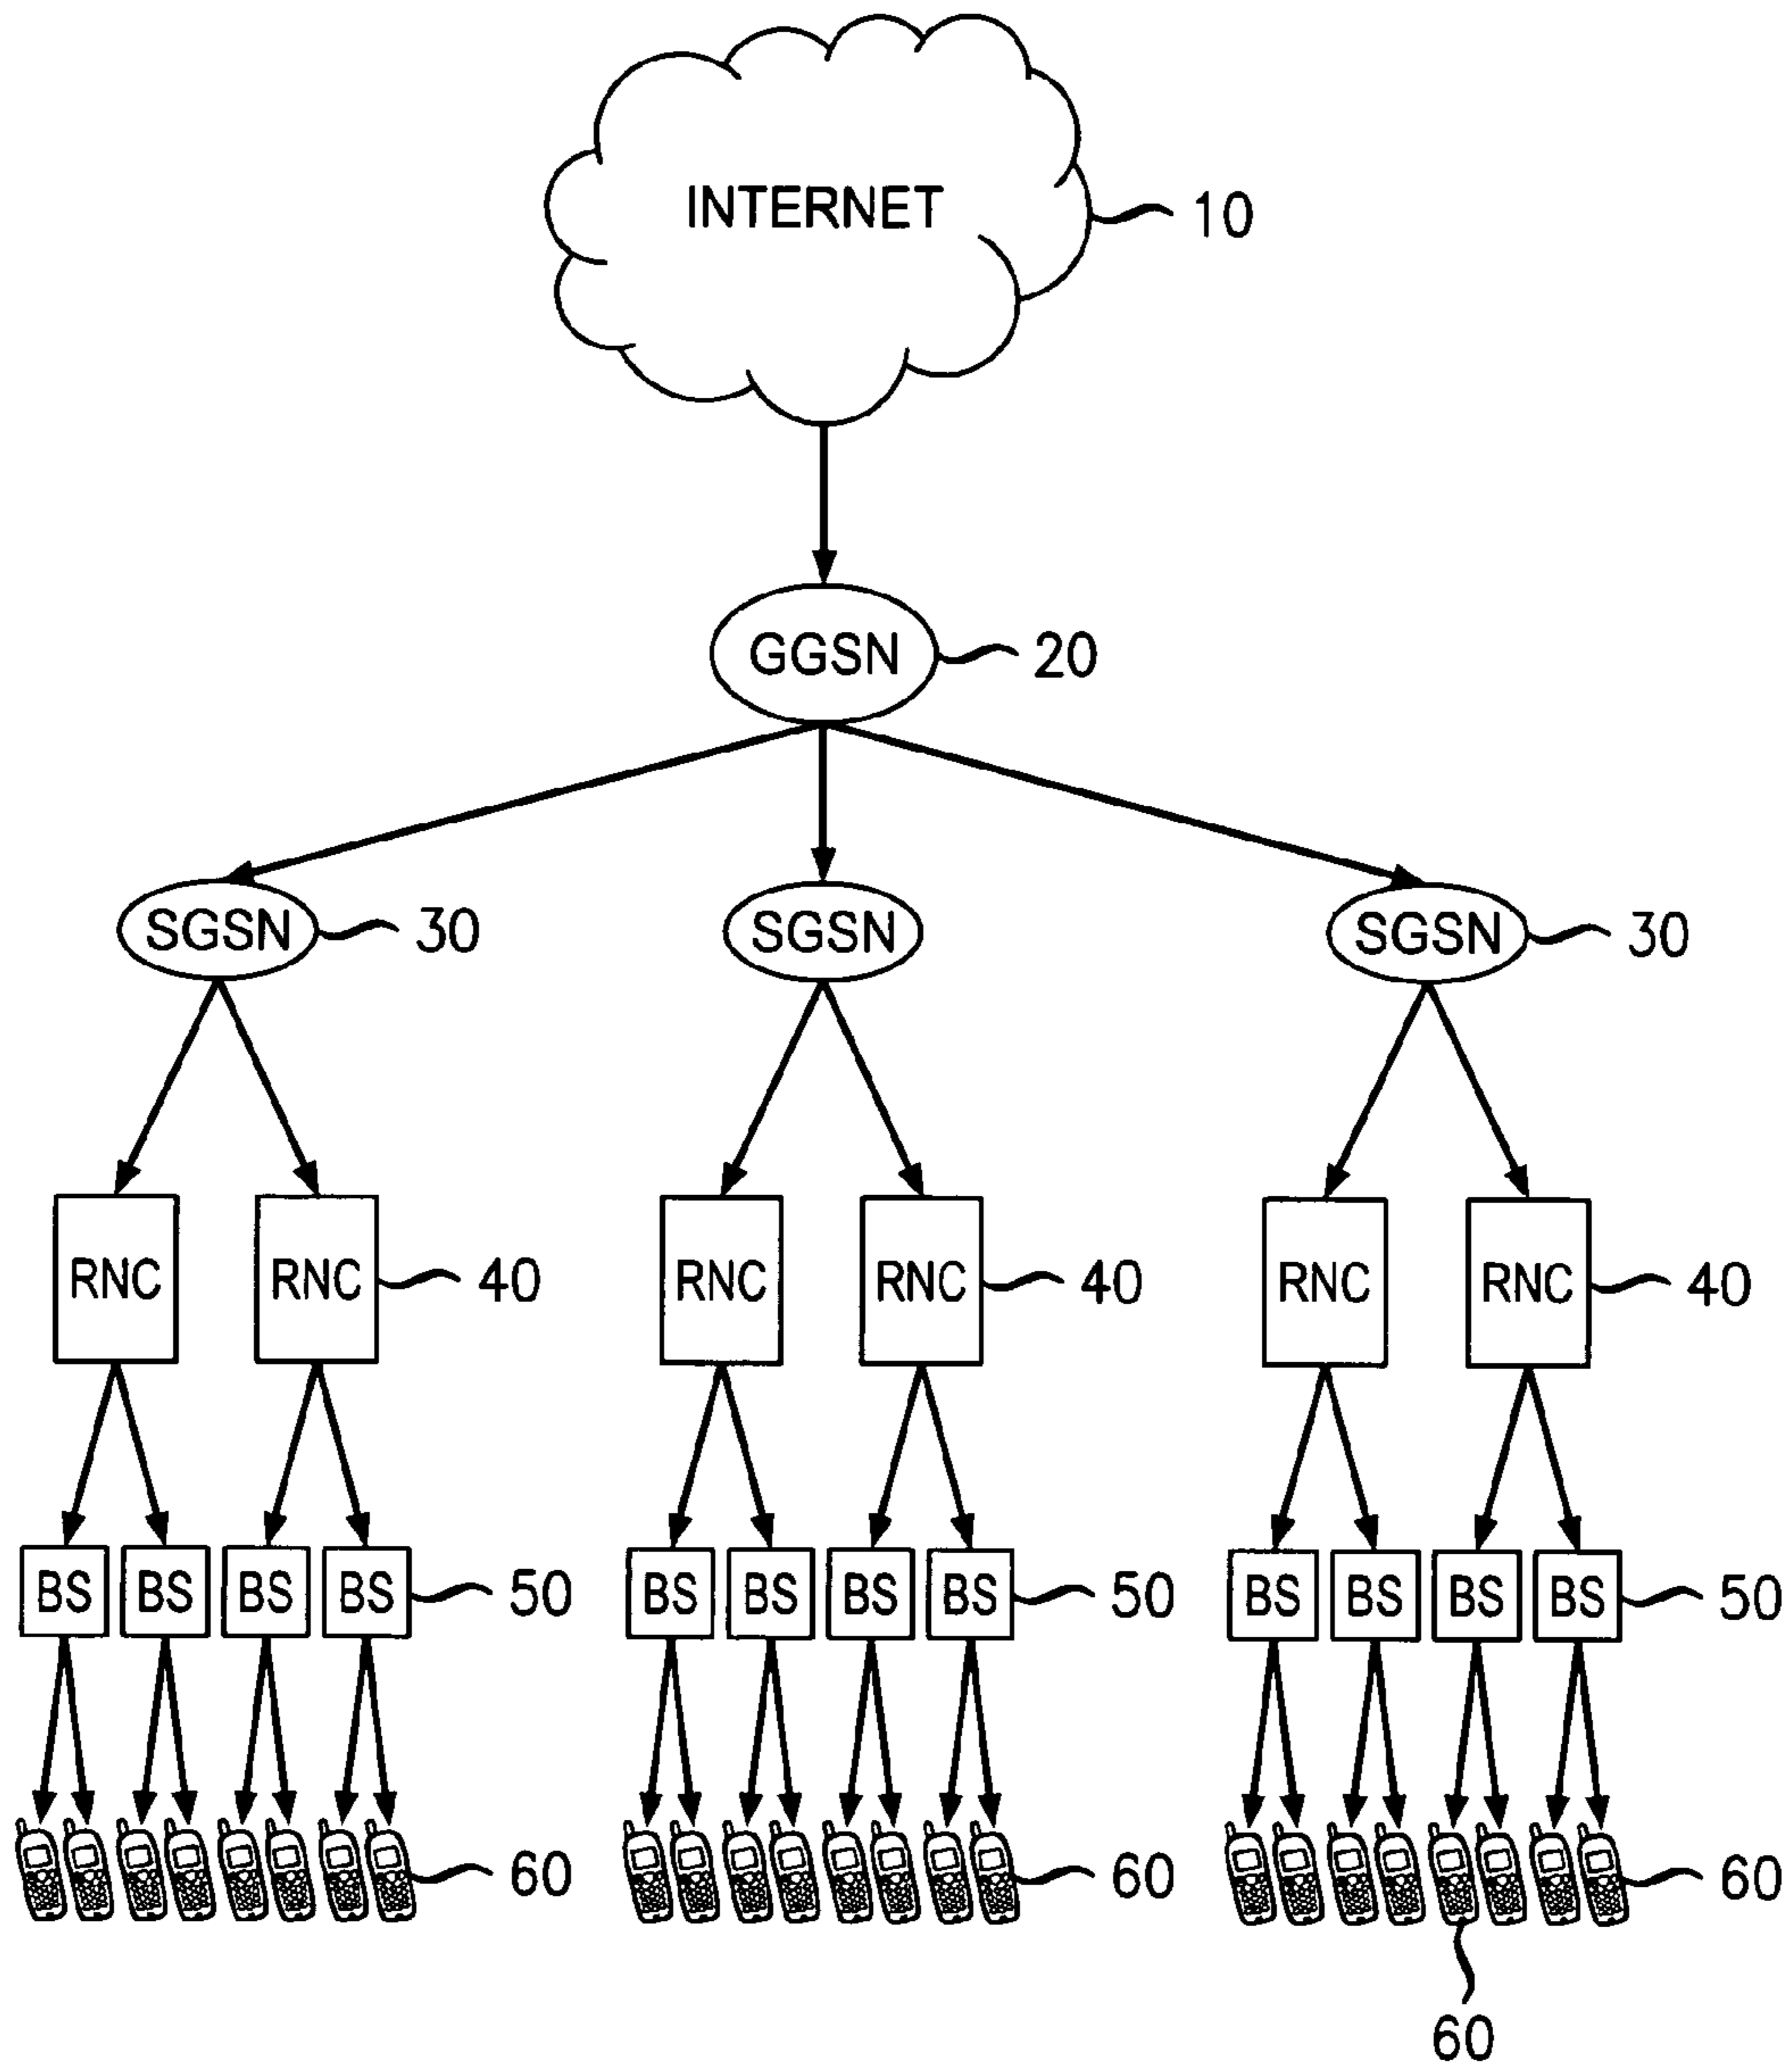 INTERNET 10
GGSN 20
SGSN 30 SGSN SGSN 30
RNC RNC 40 RNC RNC 40 RNC RNC 40
BS BS BS BS 50 BS BS BS BS 50 BS BS BS BS 50
60 60 60
60